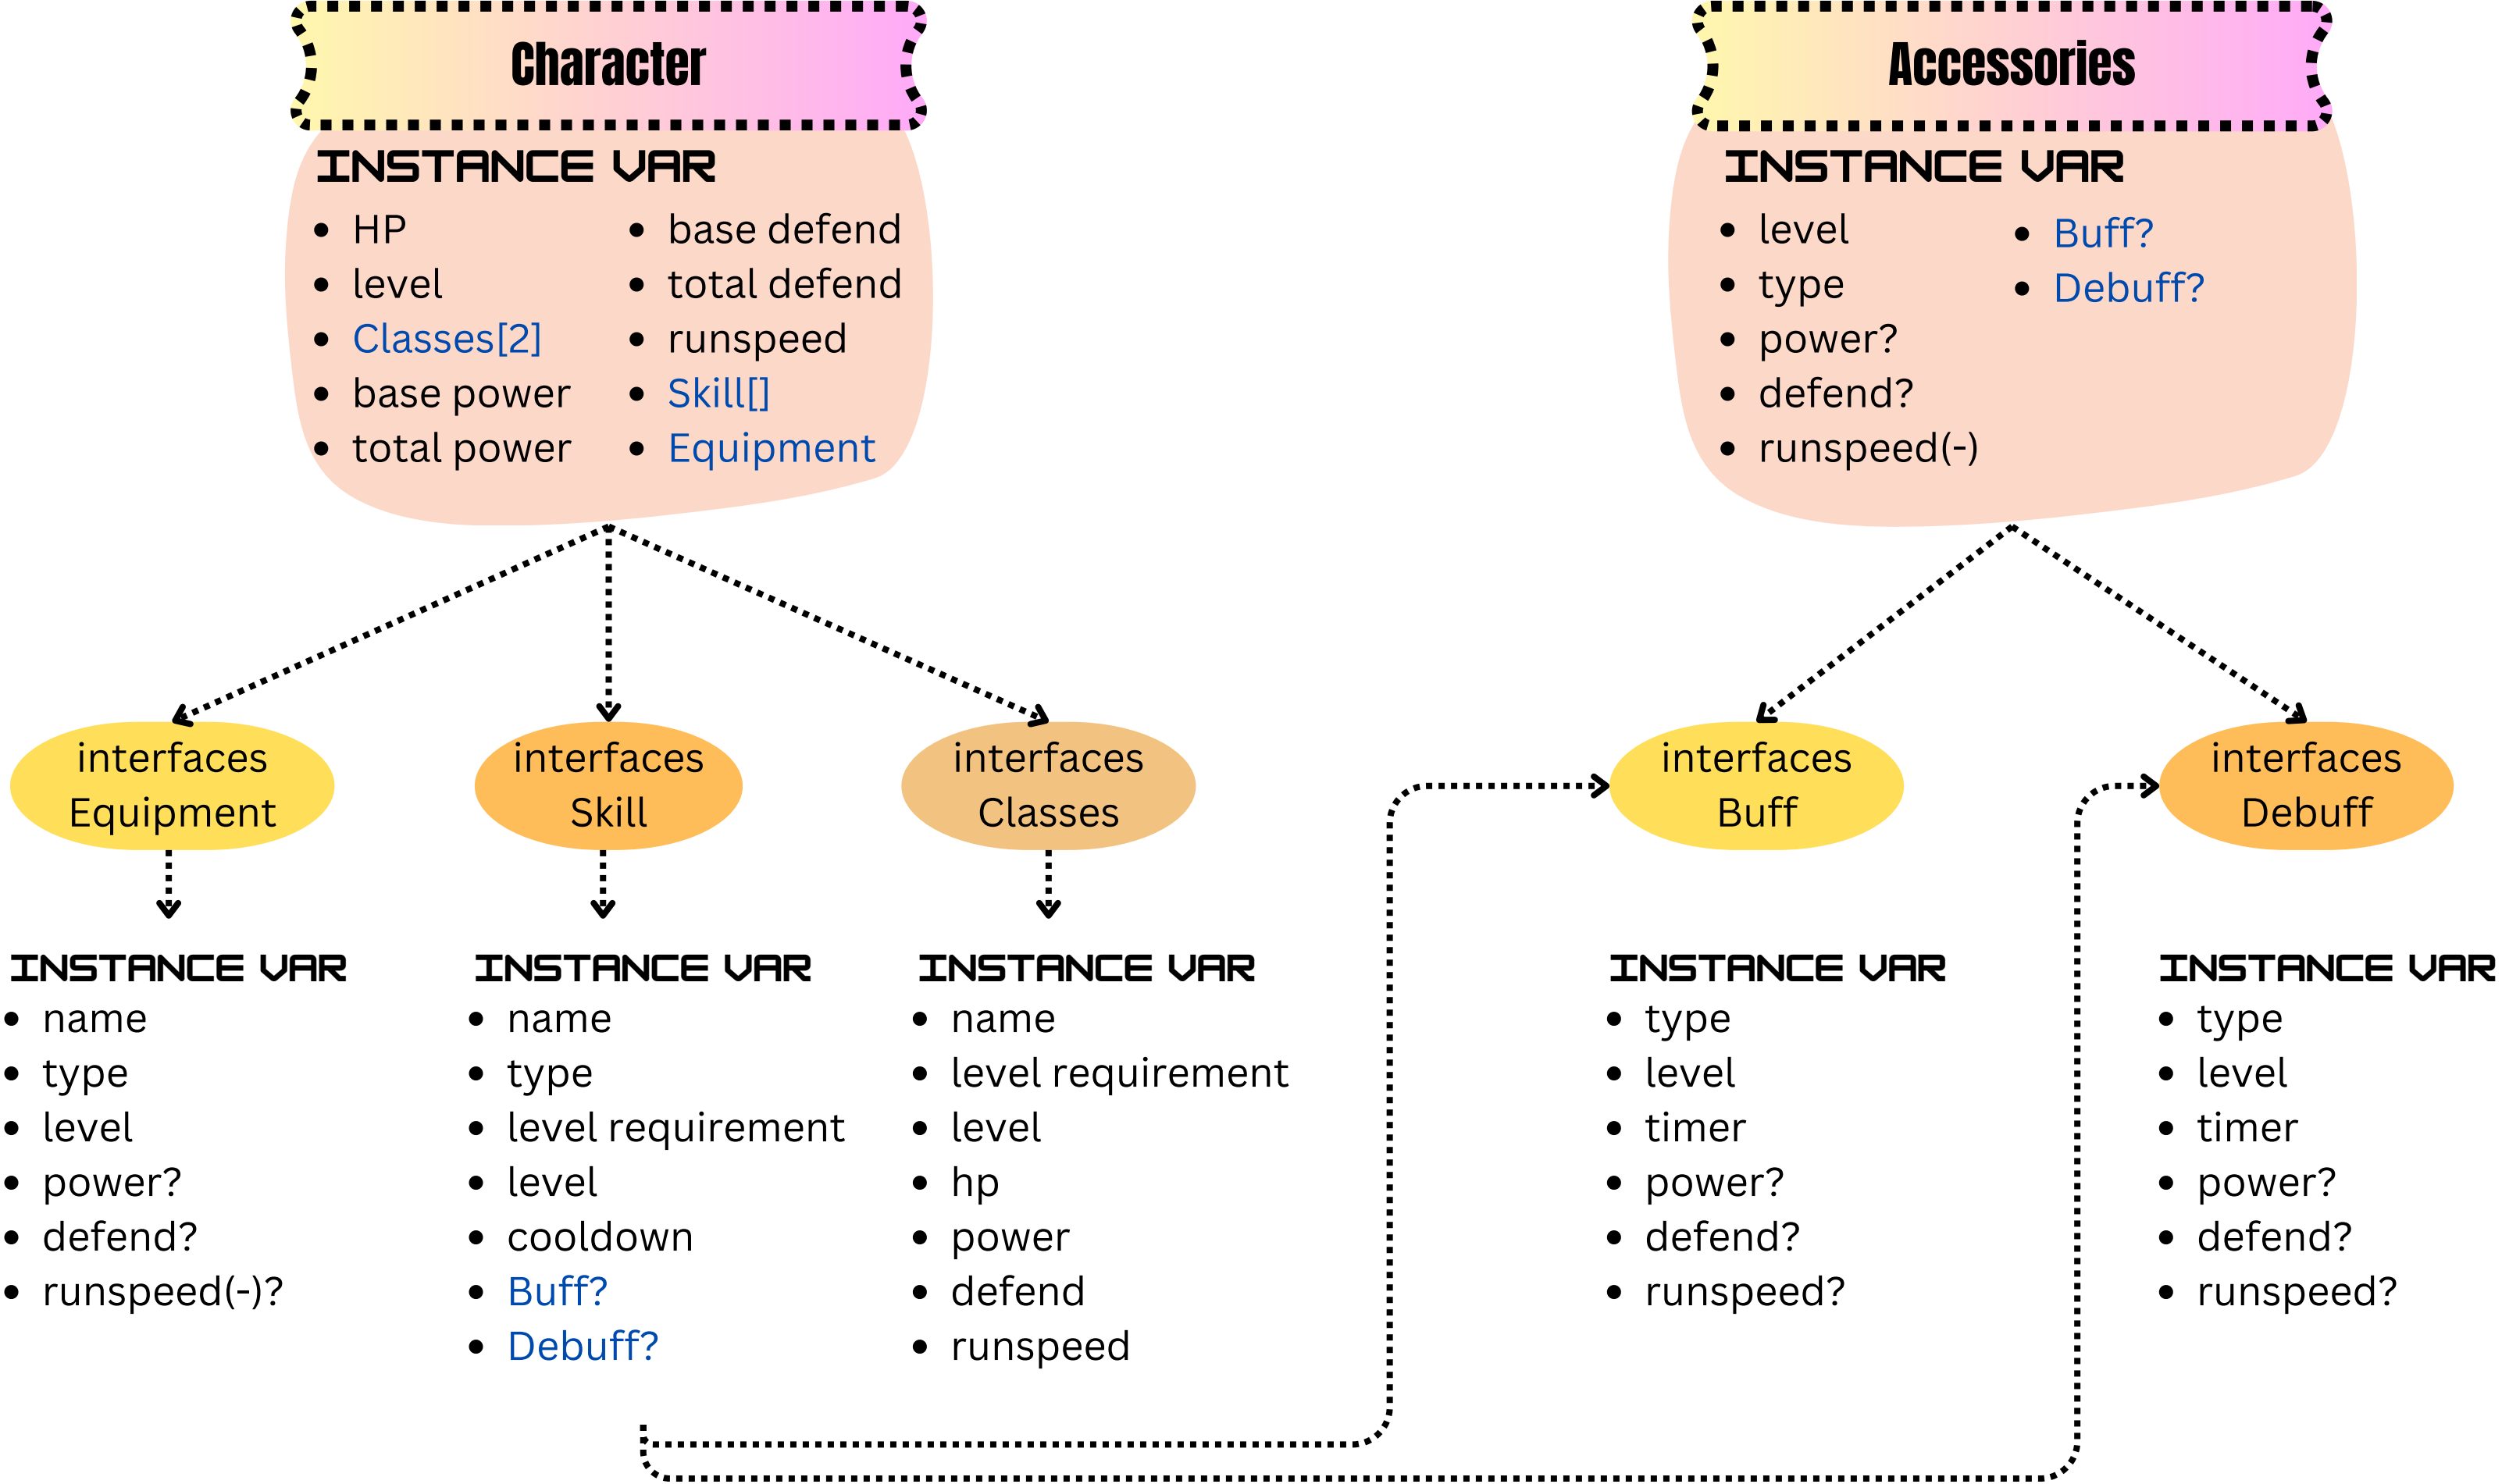 Character
INSTANCE VAR
HP
level
Classes[2]
base power
total power
base defend
total defend
runspeed
Skill[]
Equipment
Accessories
INSTANCE VAR
level
type
power?
defend?
runspeed(-)
Buff?
Debuff?
interfaces
Equipment
interfaces
Skill
interfaces
Classes
interfaces
Buff
interfaces
Debuff
INSTANCE VAR
name
type
level
power?
defend?
runspeed(-)?
INSTANCE VAR
name
type
level requirement
level
cooldown
Buff?
Debuff?
INSTANCE VAR
name
level requirement
level
hp
power
defend
runspeed
INSTANCE VAR
type
level
timer
power?
defend?
runspeed?
INSTANCE VAR
type
level
timer
power?
defend?
runspeed?